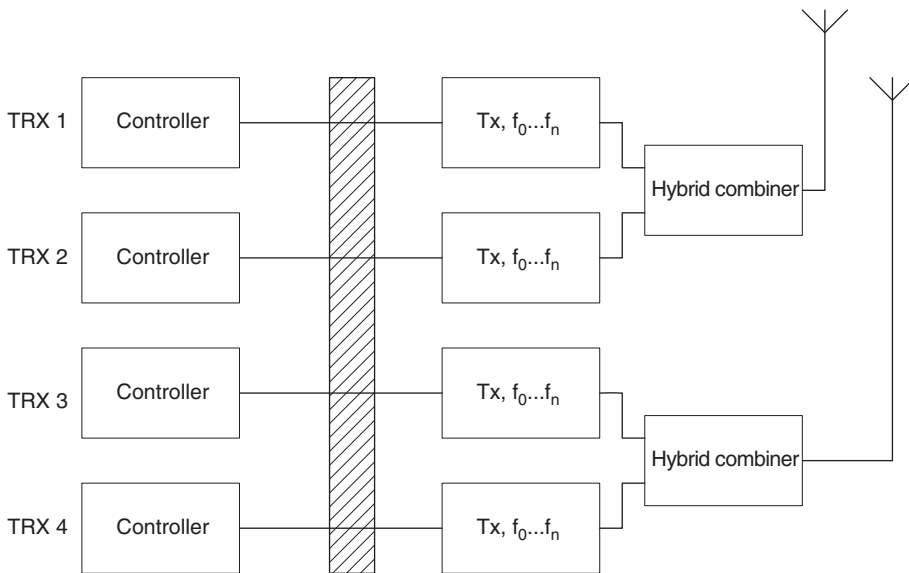 TRX 1
Controller
Tx, f₀...fₙ
Hybrid combiner
TRX 2
Controller
Tx, f₀...fₙ
TRX 3
Controller
Tx, f₀...fₙ
Hybrid combiner
TRX 4
Controller
Tx, f₀...fₙ